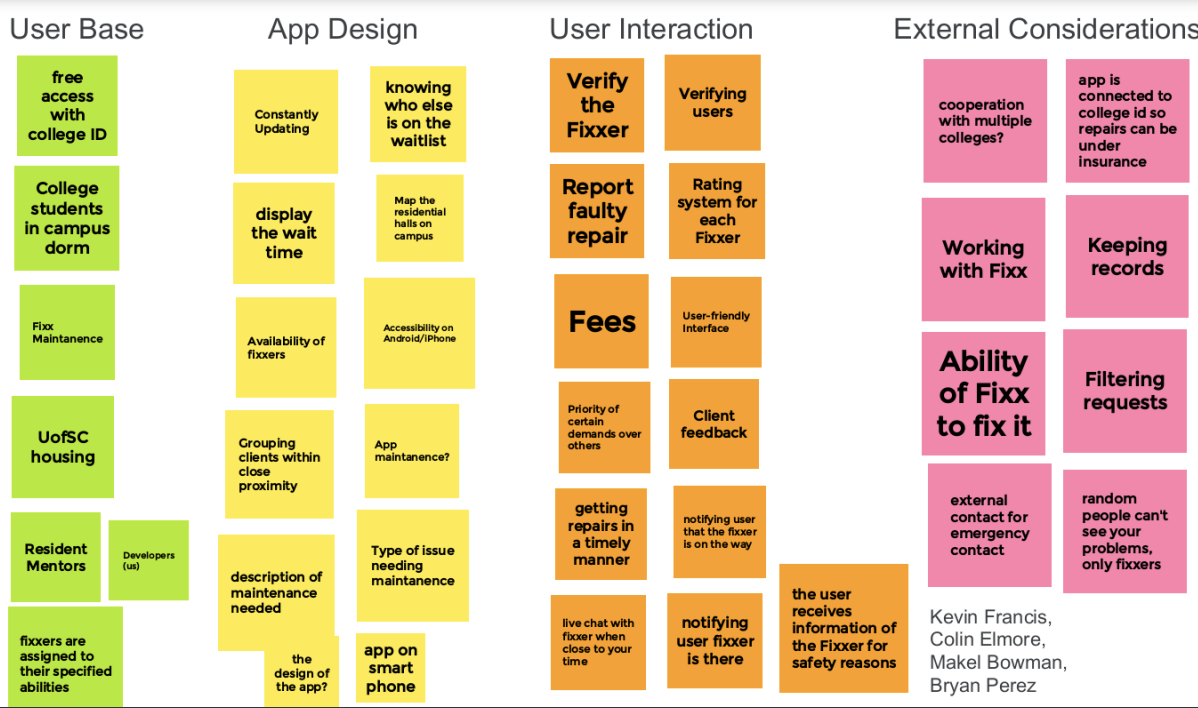 User Base
App Design
User Interaction
External Considerations
free
access
with
college ID
College
students
in campus
dorm
Fixx
Maintanence
UofSC
housing
Resident
Mentors
Developers
(us)
fixxers are
assigned to
their specified
abilities
Constantly
Updating
knowing
who else
is on the
waitlist
display
the wait
time
Map the
residential
halls on
campus
Availability of
fixxers
Accessibility on
Android/iPhone
Grouping
clients within
close
proximity
App
maintanence?
description of
maintenance
needed
Type of issue
needing
maintanence
the
design of
the app?
app on
smart
phone
Verify
the
Fixxer
Verifying
users
Report
faulty
repair
Rating
system for
each
Fixxer
Fees
User-friendly
Interface
Priority of
certain
demands over
others
Client
feedback
getting
repairs in
a timely
manner
notifying user
that the fixxer
is on the way
live chat with
fixxer when
close to your
time
notifying
user fixxer
is there
the user
receives
information of
the Fixxer for
safety reasons
cooperation
with multiple
colleges?
app is
connected to
college id so
repairs can be
under
insurance
Working
with Fixx
Keeping
records
Ability
of Fixx
to fix it
Filtering
requests
external
contact for
emergency
contact
random
people can't
see your
problems,
only fixxers
Kevin Francis,
Colin Elmore,
Makel Bowman,
Bryan Perez